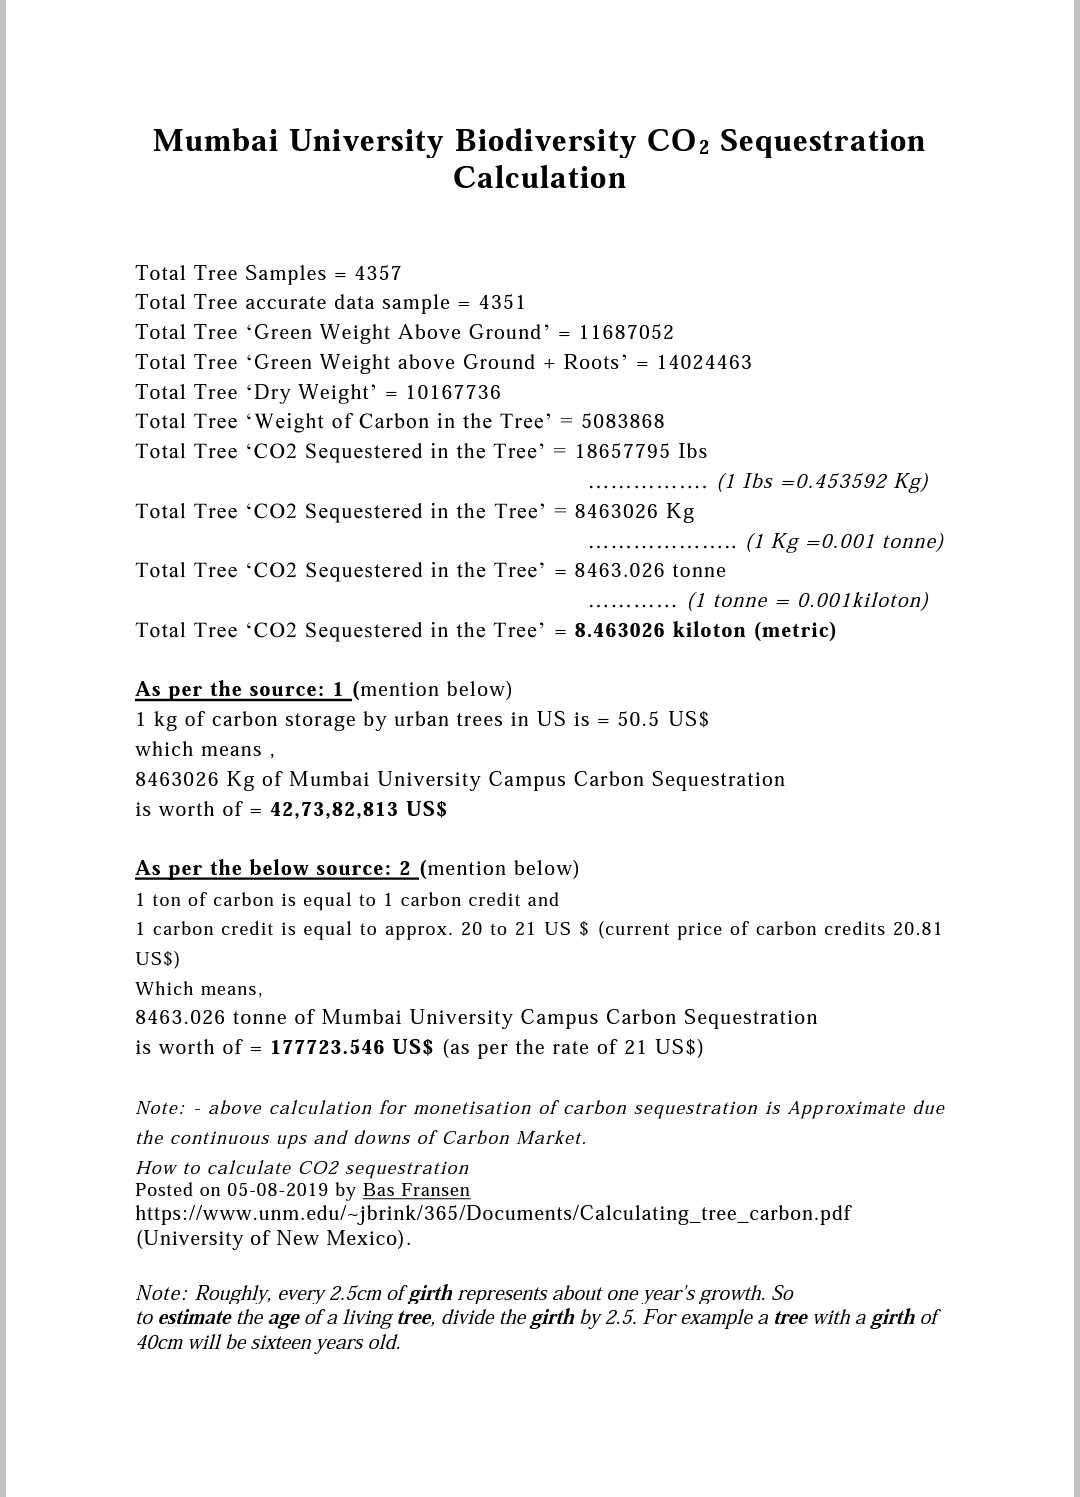 Mumbai University Biodiversity CO₂ Sequestration
Calculation
Total Tree Samples = 4357
Total Tree accurate data sample = 4351
Total Tree ‘Green Weight Above Ground’ = 11687052
Total Tree ‘Green Weight above Ground + Roots’ = 14024463
Total Tree ‘Dry Weight’ = 10167736
Total Tree ‘Weight of Carbon in the Tree’ = 5083868
Total Tree ‘CO2 Sequestered in the Tree’ = 18657795 Ibs
……………. (1 Ibs =0.453592 Kg)
Total Tree ‘CO2 Sequestered in the Tree’ = 8463026 Kg
……………….. (1 Kg =0.001 tonne)
Total Tree ‘CO2 Sequestered in the Tree’ = 8463.026 tonne
………… (1 tonne = 0.001kiloton)
Total Tree ‘CO2 Sequestered in the Tree’ = 8.463026 kiloton (metric)
As per the source: 1 (mention below)
1 kg of carbon storage by urban trees in US is = 50.5 US$
which means ,
8463026 Kg of Mumbai University Campus Carbon Sequestration
is worth of = 42,73,82,813 US$
As per the below source: 2 (mention below)
1 ton of carbon is equal to 1 carbon credit and
1 carbon credit is equal to approx. 20 to 21 US $ (current price of carbon credits 20.81
US$)
Which means,
8463.026 tonne of Mumbai University Campus Carbon Sequestration
is worth of = 177723.546 US$ (as per the rate of 21 US$)
Note: - above calculation for monetisation of carbon sequestration is Approximate due
the continuous ups and downs of Carbon Market.
How to calculate CO2 sequestration
Posted on 05-08-2019 by Bas Fransen
https://www.unm.edu/~jbrink/365/Documents/Calculating_tree_carbon.pdf
(University of New Mexico).
Note: Roughly, every 2.5cm of girth represents about one year's growth. So
to estimate the age of a living tree, divide the girth by 2.5. For example a tree with a girth of
40cm will be sixteen years old.